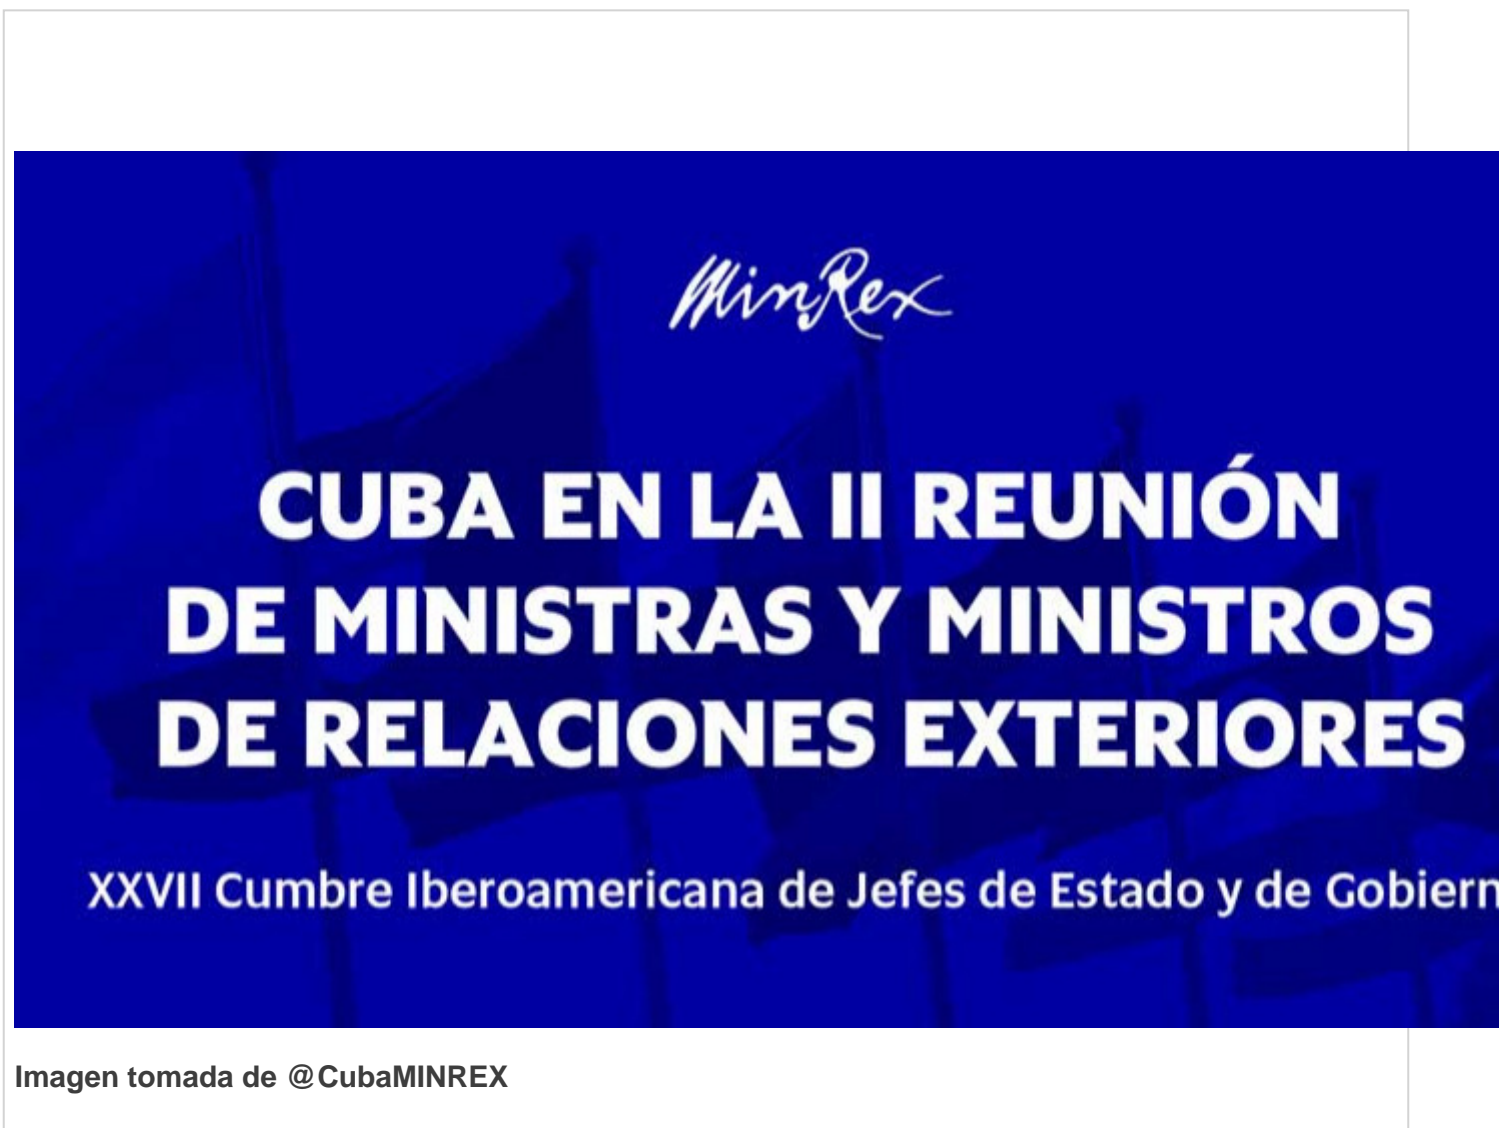 MinRex
CUBA EN LA II REUNIÓN
DE MINISTRAS Y MINISTROS
DE RELACIONES EXTERIORES
XXVII Cumbre Iberoamericana de Jefes de Estado y de Gobiern
Imagen tomada de @CubaMINREX